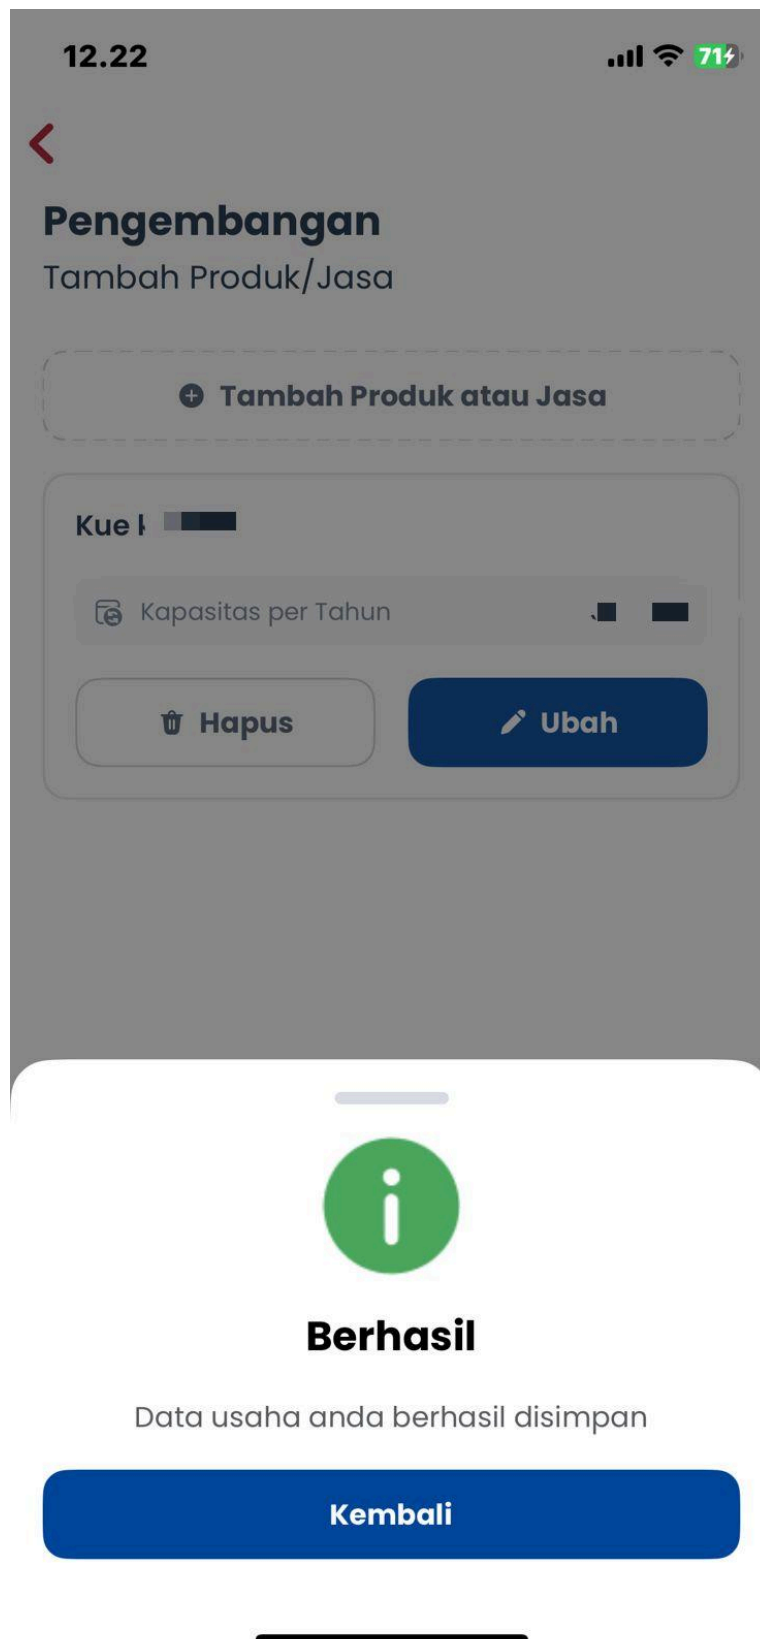 12.22
71
Pengembangan
Tambah Produk/Jasa
Tambah Produk atau Jasa
Kue
Kapasitas per Tahun
Hapus
Ubah
Berhasil
Data usaha anda berhasil disimpan
Kembali